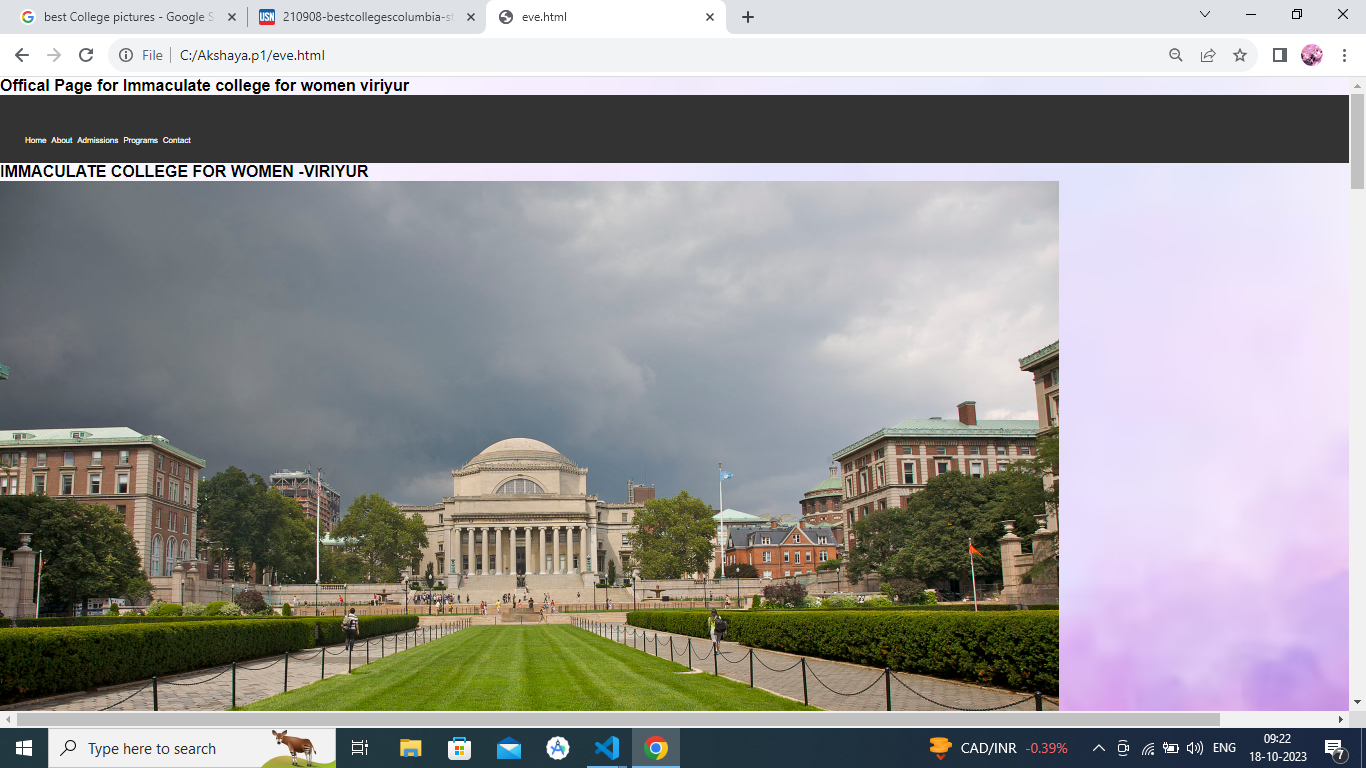 best College pictures - Google S
210908-bestcollegescolumbia-st
eve.html
File
C:/Akshaya.p1/eve.html
Offical Page for Immaculate college for women viriyur
Home About Admissions Programs Contact
IMMACULATE COLLEGE FOR WOMEN -VIRIYUR
Type here to search
CAD/INR -0.39%
ENG
09:22
18-10-2023
7